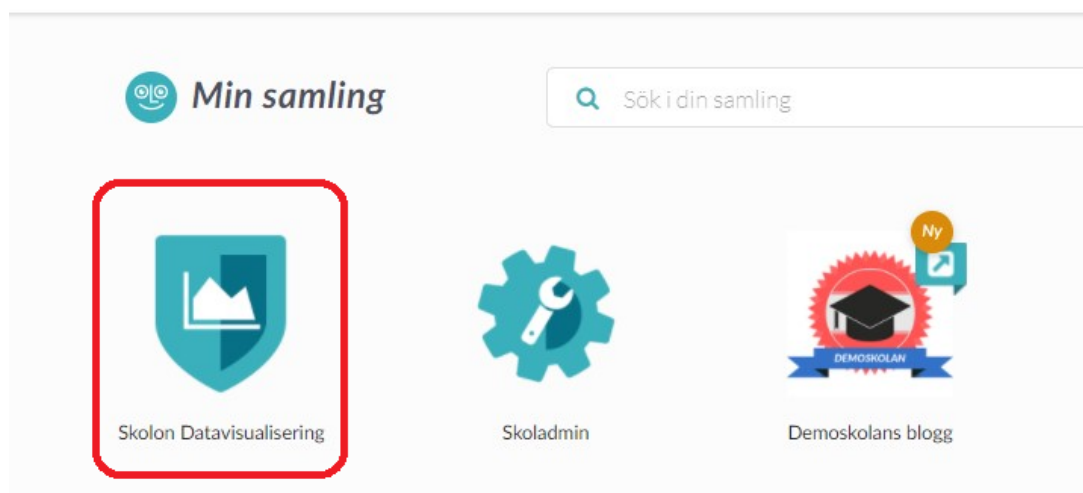 Min samling
Sök i din samling
Ny
DEMOSKOLAN
Skolon Datavisualisering
Skoladmin
Demoskolans blogg